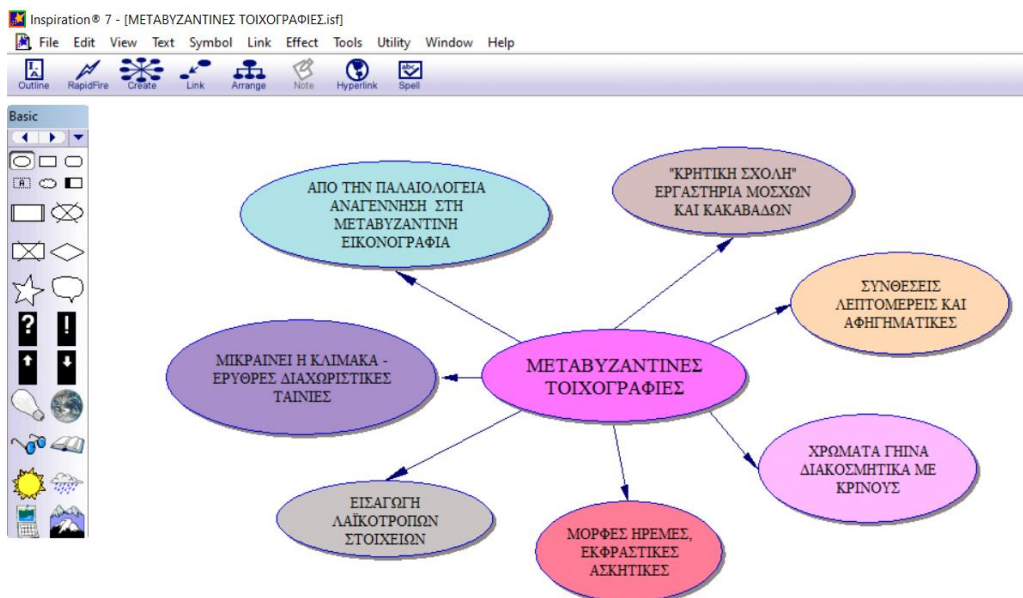 Inspiration® 7 - [ΜΕΤΑΒΥΖΑΝΤΙΝΕΣ ΤΟΙΧΟΓΡΑΦΙΕΣ.isf]
File Edit View Text Symbol Link Effect Tools Utility Window Help
Outline RapidFire Create Link Arrange Note Hyperlink Spell
Basic
ΑΠΟ ΤΗΝ ΠΑΛΑΙΟΛΟΓΕΙΑ
ΑΝΑΓΕΝΝΗΣΗ ΣΤΗ
ΜΕΤΑΒΥΖΑΝΤΙΝΗ
ΕΙΚΟΝΟΓΡΑΦΙΑ
"ΚΡΗΤΙΚΗ ΣΧΟΛΗ"
ΕΡΓΑΣΤΗΡΙΑ ΜΟΣΧΩΝ
ΚΑΙ ΚΑΚΑΒΑΔΩΝ
ΣΥΝΘΕΣΕΙΣ
ΛΕΠΤΟΜΕΡΕΙΣ ΚΑΙ
ΑΦΗΓΗΜΑΤΙΚΕΣ
ΜΙΚΡΑΙΝΕΙ Η ΚΛΙΜΑΚΑ -
ΕΡΥΘΡΕΣ ΔΙΑΧΩΡΙΣΤΙΚΕΣ
ΤΑΙΝΙΕΣ
ΜΕΤΑΒΥΖΑΝΤΙΝΕΣ
ΤΟΙΧΟΓΡΑΦΙΕΣ
ΧΡΩΜΑΤΑ ΓΗΙΝΑ
ΔΙΑΚΟΣΜΗΤΙΚΑ ΜΕ
ΚΡΙΝΟΥΣ
ΕΙΣΑΓΩΓΗ
ΛΑΪΚΟΤΡΟΠΩΝ
ΣΤΟΙΧΕΙΩΝ
ΜΟΡΦΕΣ ΗΡΕΜΕΣ,
ΕΚΦΡΑΣΤΙΚΕΣ
ΑΣΚΗΤΙΚΕΣ